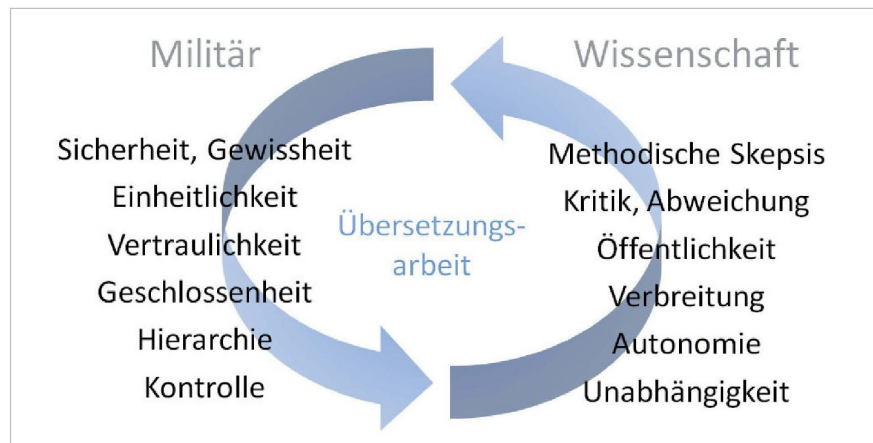 Militär
Sicherheit, Gewissheit
Einheitlichkeit
Vertraulichkeit
Geschlossenheit
Hierarchie
Kontrolle
Übersetzungs-
arbeit
Wissenschaft
Methodische Skepsis
Kritik, Abweichung
Öffentlichkeit
Verbreitung
Autonomie
Unabhängigkeit